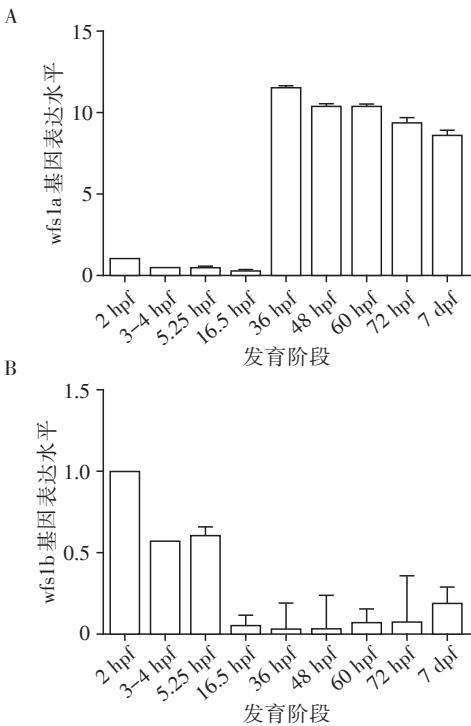 A
wfs1a基因表达水平
15
10
5
0
2 hpf
3-4 hpf
5.25 hpf
16.5 hpf
36 hpf
48 hpf
60 hpf
72 hpf
7 dpf
发育阶段
B
wfs1b基因表达水平
1.5
1.0
0.5
0
2 hpf
3-4 hpf
5.25 hpf
16.5 hpf
36 hpf
48 hpf
60 hpf
72 hpf
7 dpf
发育阶段